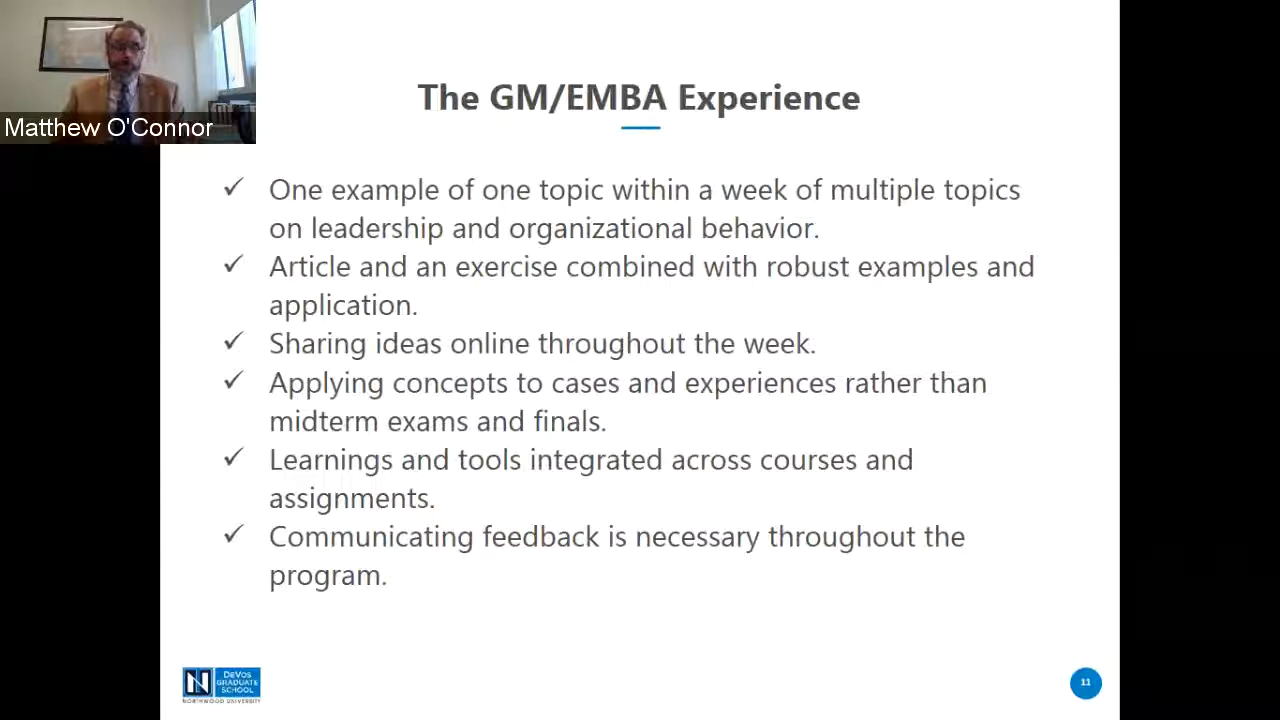 Matthew O'Connor
The GM/EMBA Experience
✓ One example of one topic within a week of multiple topics
on leadership and organizational behavior.
✓ Article and an exercise combined with robust examples and
application.
✓ Sharing ideas online throughout the week.
✓ Applying concepts to cases and experiences rather than
midterm exams and finals.
✓ Learnings and tools integrated across courses and
assignments.
✓ Communicating feedback is necessary throughout the
program.
N
DeVos
GRADUATE
SCHOOL
NORTHWOOD UNIVERSITY
11